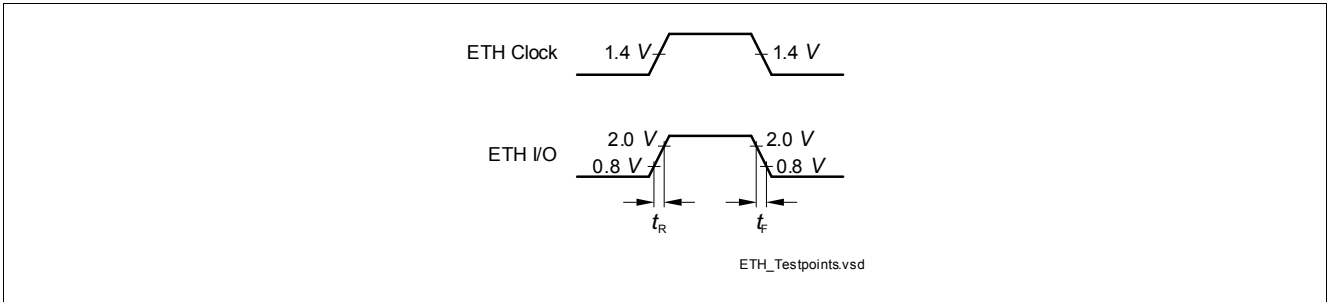 ETH Clock 1.4 V 1.4 V
2.0 V 2.0 V
ETH I/O
0.8 V 0.8 V
tR tF
ETH_Testpoints.vsd